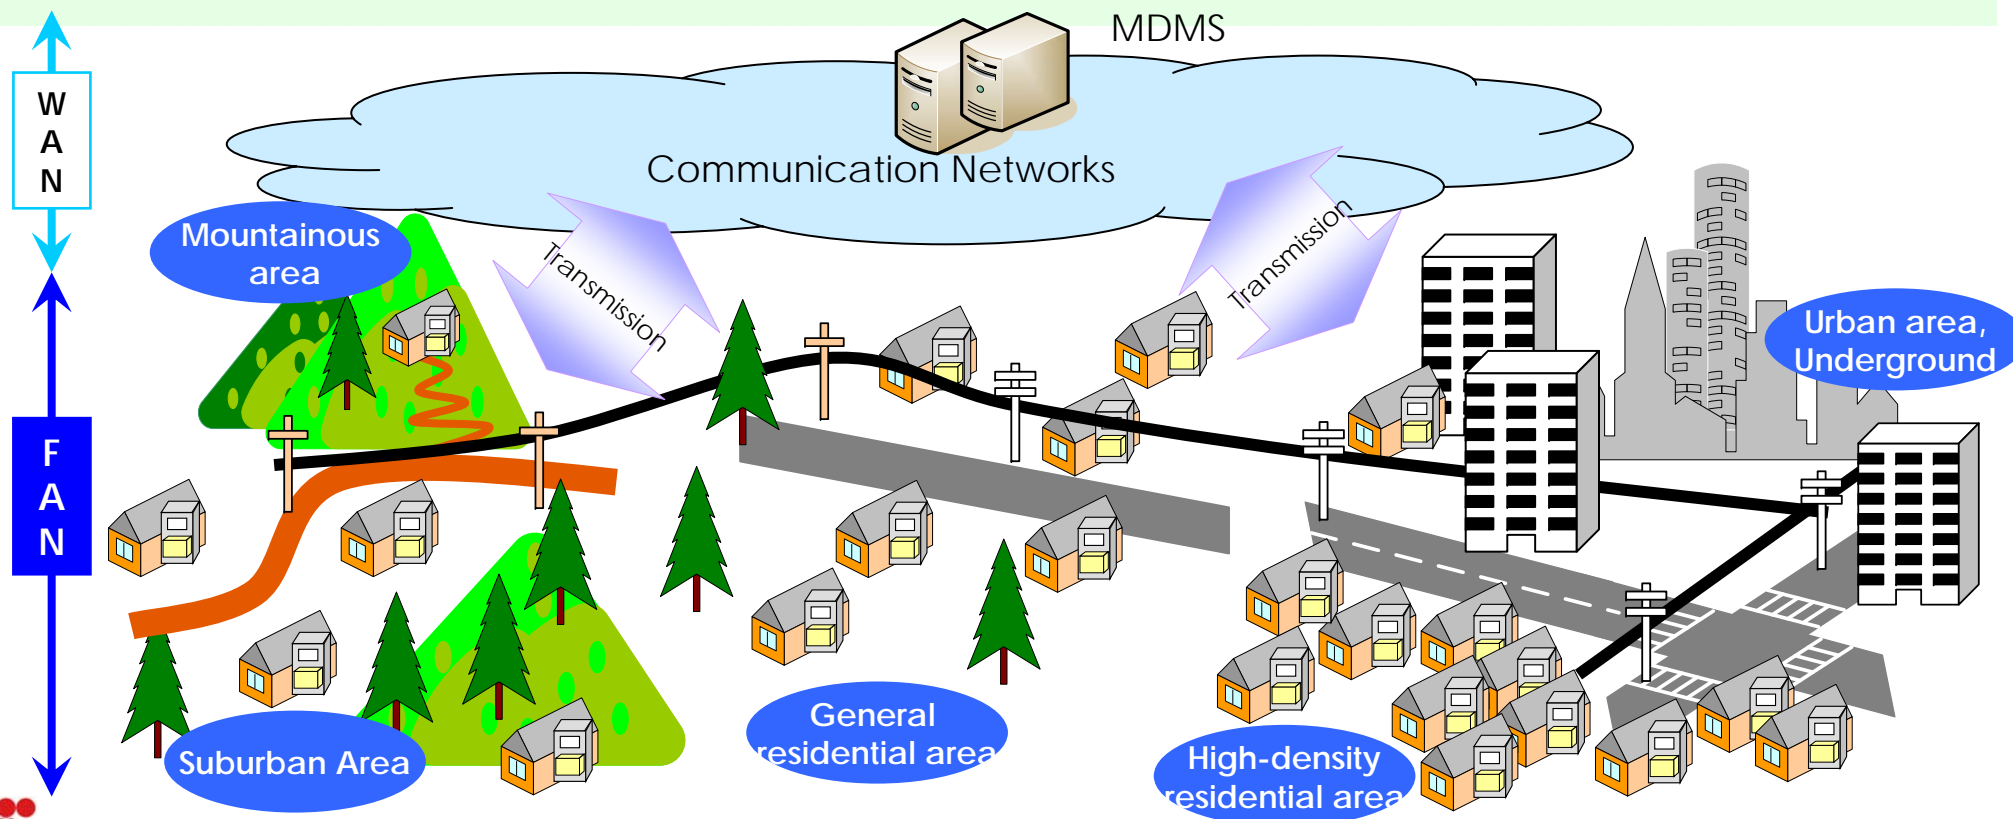 MDMS
W
A
N
Communication Networks
Mountainous
area
Transmission
Transmission
Urban area,
Underground
F
A
N
General
residential area
Suburban Area
High-density
residential area